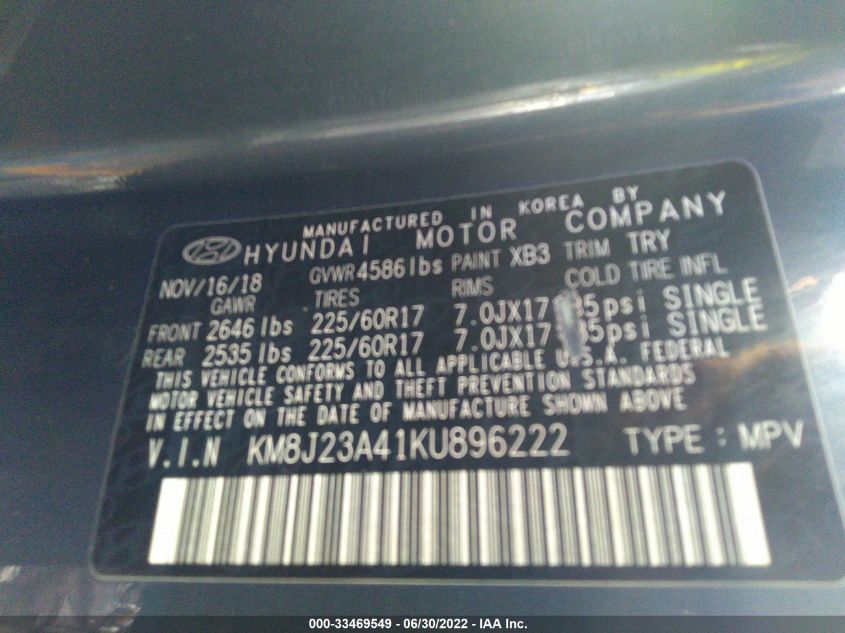 MANUFACTURED IN KOREA BY
HYUNDAI MOTOR COMPANY
NOV/16/18 GVWR 4586 lbs PAINT XB3 TRIM TRY
GAWR TIRES RIMS COLD TIRE INFL
FRONT 2646 lbs 225/60R17 7.0JX17 35psi SINGLE
REAR 2535 lbs 225/60R17 7.0JX17 35psi SINGLE
THIS VEHICLE CONFORMS TO ALL APPLICABLE U.S.A. FEDERAL
MOTOR VEHICLE SAFETY AND THEFT PREVENTION STANDARDS
IN EFFECT ON THE DATE OF MANUFACTURE SHOWN ABOVE
V.I.N KM8J23A41KU896222 TYPE : MPV
000-33469549 - 06/30/2022 - IAA Inc.